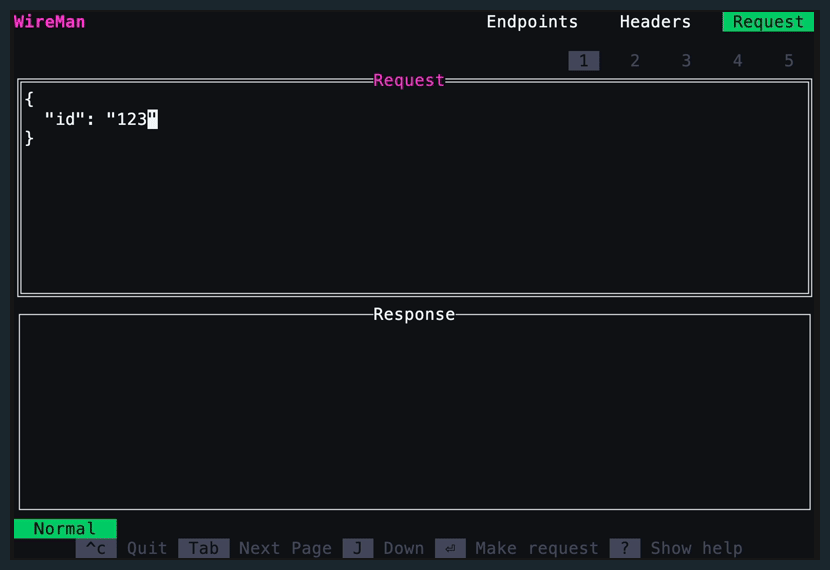 WireMan Endpoints Headers Request
1 2 3 4 5
Request
{
  "id": "123"
}
Response
Normal
^c Quit Tab Next Page J Down ⏎ Make request ? Show help